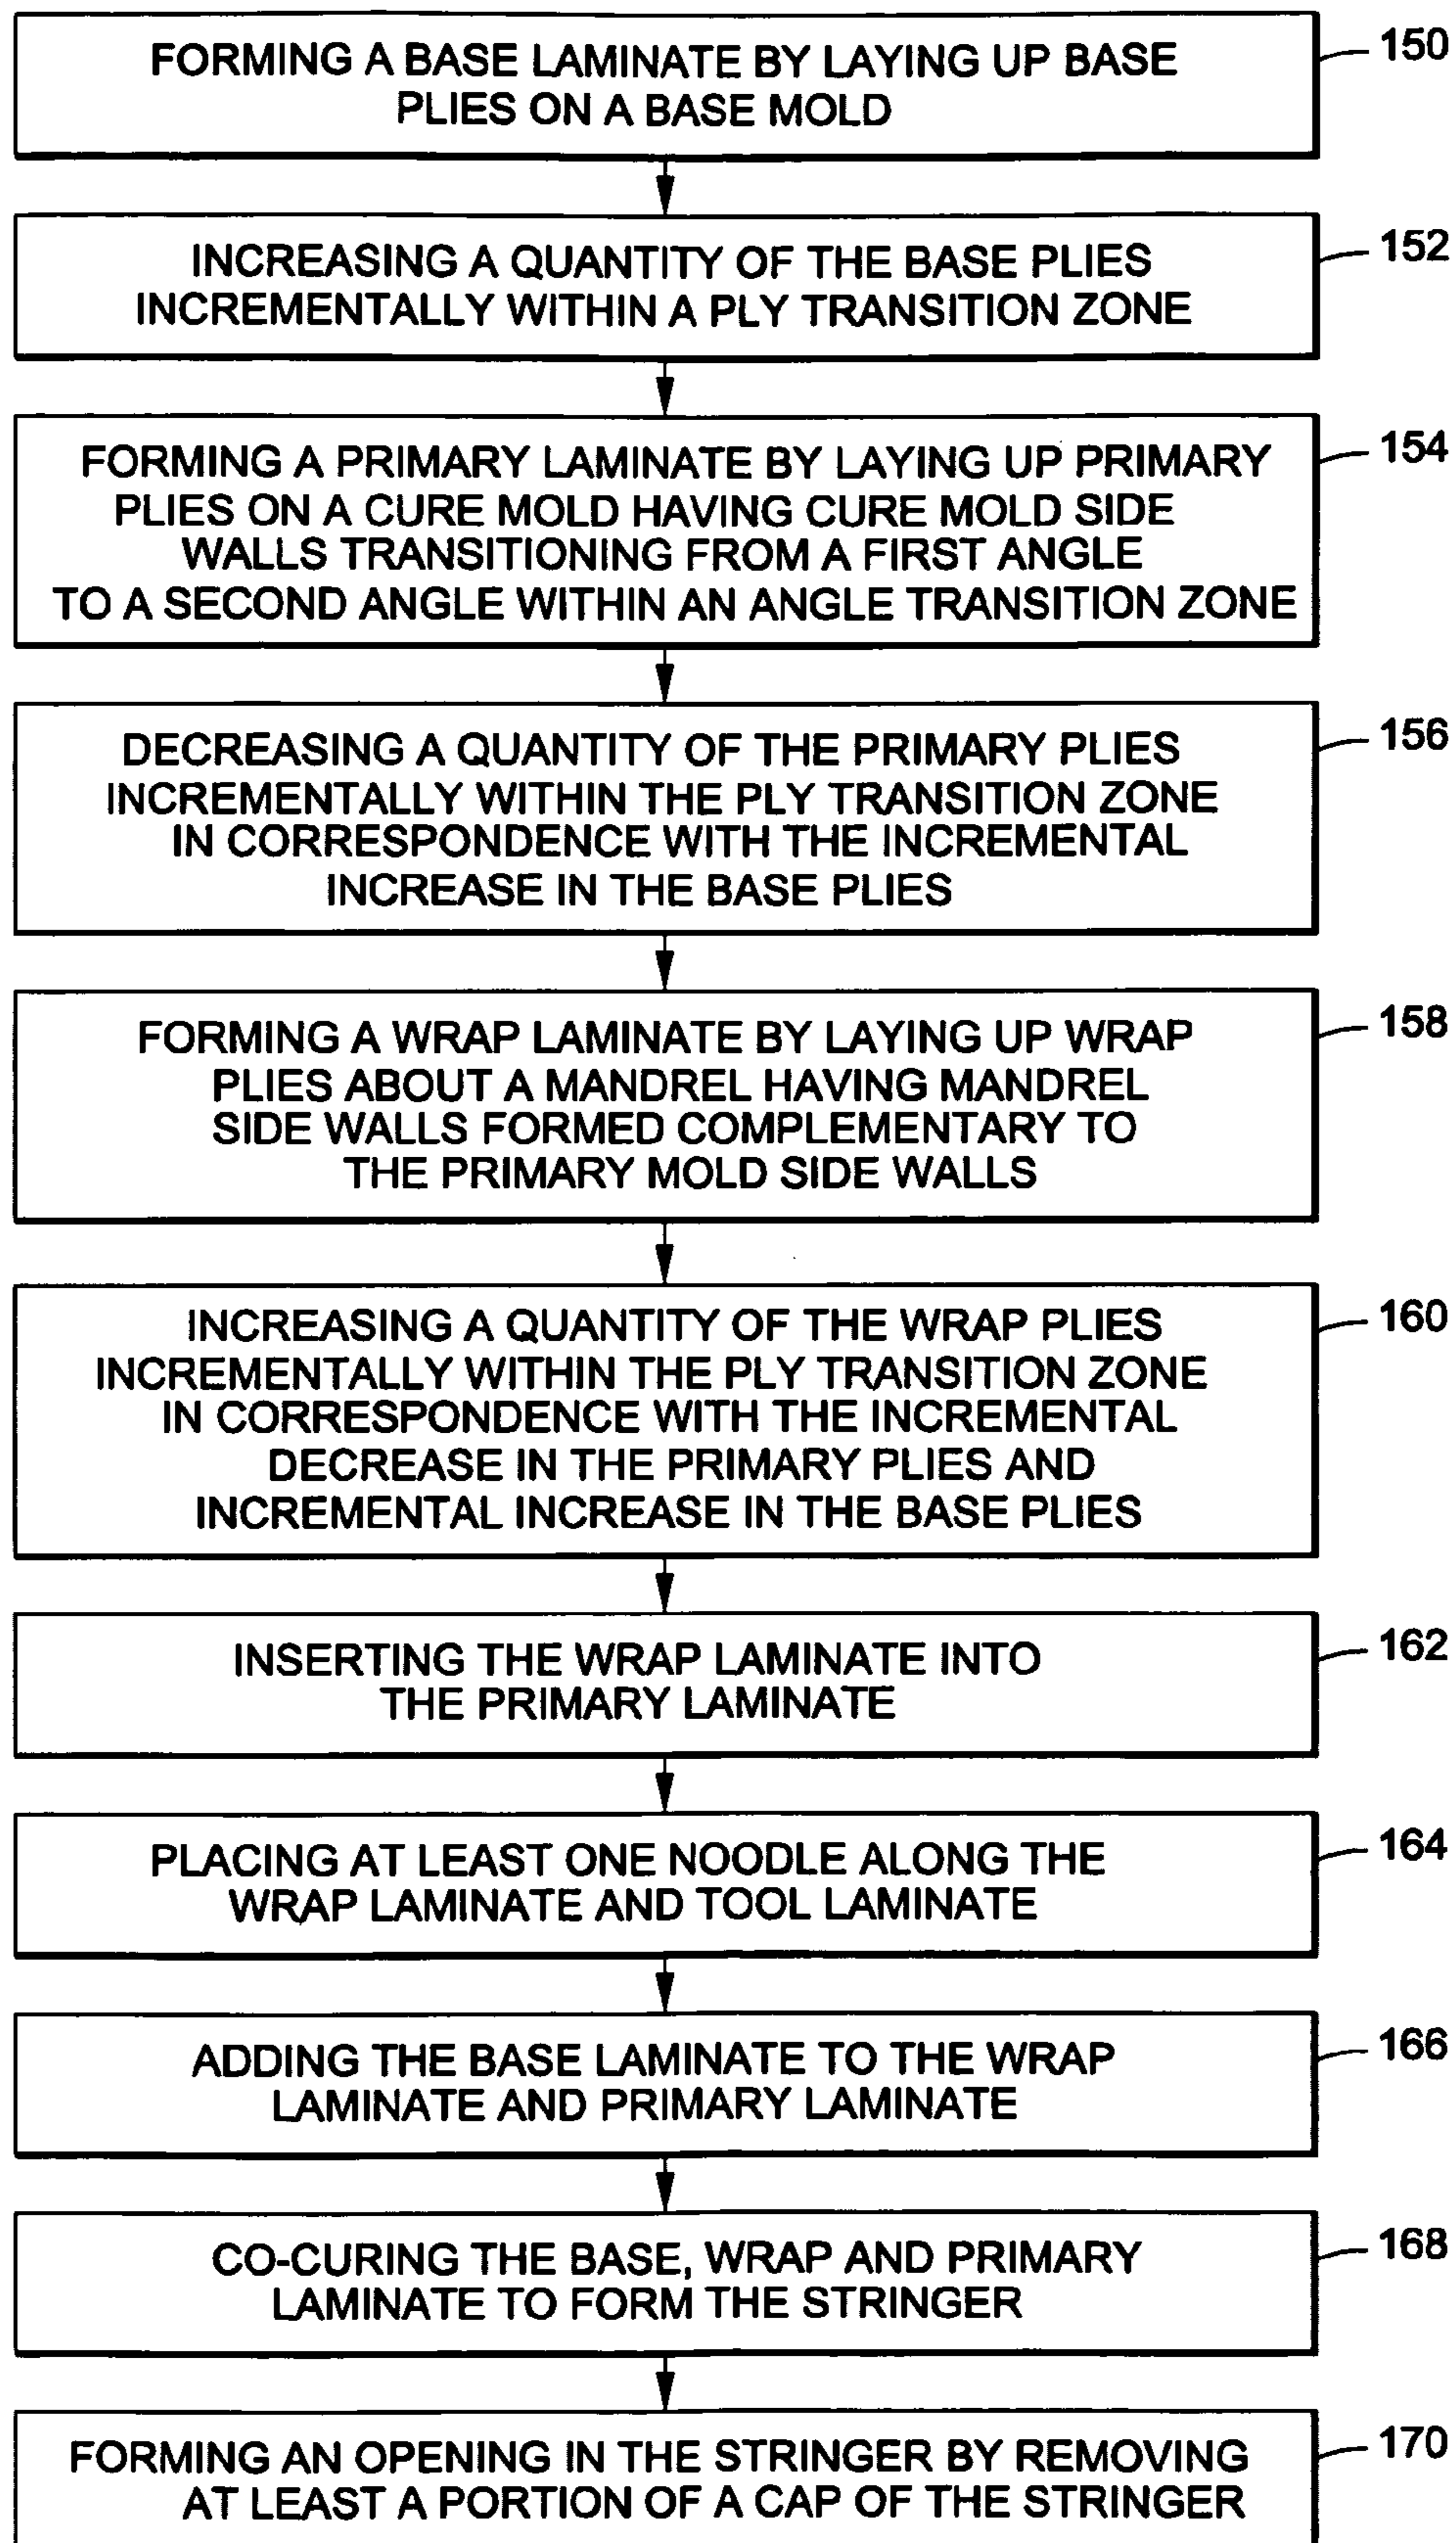 FORMING A BASE LAMINATE BY LAYING UP BASE
PLIES ON A BASE MOLD
150
INCREASING A QUANTITY OF THE BASE PLIES
INCREMENTALLY WITHIN A PLY TRANSITION ZONE
152
FORMING A PRIMARY LAMINATE BY LAYING UP PRIMARY
PLIES ON A CURE MOLD HAVING CURE MOLD SIDE
WALLS TRANSITIONING FROM A FIRST ANGLE
TO A SECOND ANGLE WITHIN AN ANGLE TRANSITION ZONE
154
DECREASING A QUANTITY OF THE PRIMARY PLIES
INCREMENTALLY WITHIN THE PLY TRANSITION ZONE
IN CORRESPONDENCE WITH THE INCREMENTAL
INCREASE IN THE BASE PLIES
156
FORMING A WRAP LAMINATE BY LAYING UP WRAP
PLIES ABOUT A MANDREL HAVING MANDREL
SIDE WALLS FORMED COMPLEMENTARY TO
THE PRIMARY MOLD SIDE WALLS
158
INCREASING A QUANTITY OF THE WRAP PLIES
INCREMENTALLY WITHIN THE PLY TRANSITION ZONE
IN CORRESPONDENCE WITH THE INCREMENTAL
DECREASE IN THE PRIMARY PLIES AND
INCREMENTAL INCREASE IN THE BASE PLIES
160
INSERTING THE WRAP LAMINATE INTO
THE PRIMARY LAMINATE
162
PLACING AT LEAST ONE NOODLE ALONG THE
WRAP LAMINATE AND TOOL LAMINATE
164
ADDING THE BASE LAMINATE TO THE WRAP
LAMINATE AND PRIMARY LAMINATE
166
CO-CURING THE BASE, WRAP AND PRIMARY
LAMINATE TO FORM THE STRINGER
168
FORMING AN OPENING IN THE STRINGER BY REMOVING
AT LEAST A PORTION OF A CAP OF THE STRINGER
170